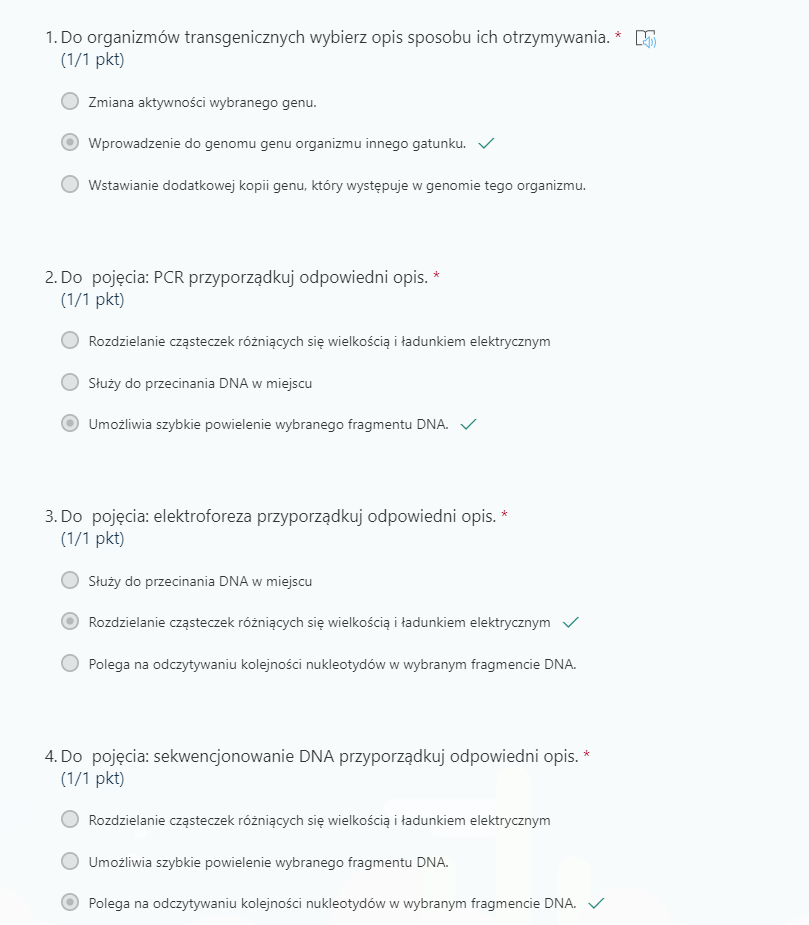 1. Do organizmów transgenicznych wybierz opis sposobu ich otrzymywania. *
(1/1 pkt)
Zmiana aktywności wybranego genu.
Wprowadzenie do genomu genu organizmu innego gatunku.
Wstawianie dodatkowej kopii genu, który występuje w genomie tego organizmu.
2. Do  pojęcia: PCR przyporządkuj odpowiedni opis. *
(1/1 pkt)
Rozdzielanie cząsteczek różniących się wielkością i ładunkiem elektrycznym
Służy do przecinania DNA w miejscu
Umożliwia szybkie powielenie wybranego fragmentu DNA.
3. Do  pojęcia: elektroforeza przyporządkuj odpowiedni opis. *
(1/1 pkt)
Służy do przecinania DNA w miejscu
Rozdzielanie cząsteczek różniących się wielkością i ładunkiem elektrycznym
Polega na odczytywaniu kolejności nukleotydów w wybranym fragmencie DNA.
4. Do  pojęcia: sekwencjonowanie DNA przyporządkuj odpowiedni opis. *
(1/1 pkt)
Rozdzielanie cząsteczek różniących się wielkością i ładunkiem elektrycznym
Umożliwia szybkie powielenie wybranego fragmentu DNA.
Polega na odczytywaniu kolejności nukleotydów w wybranym fragmencie DNA.